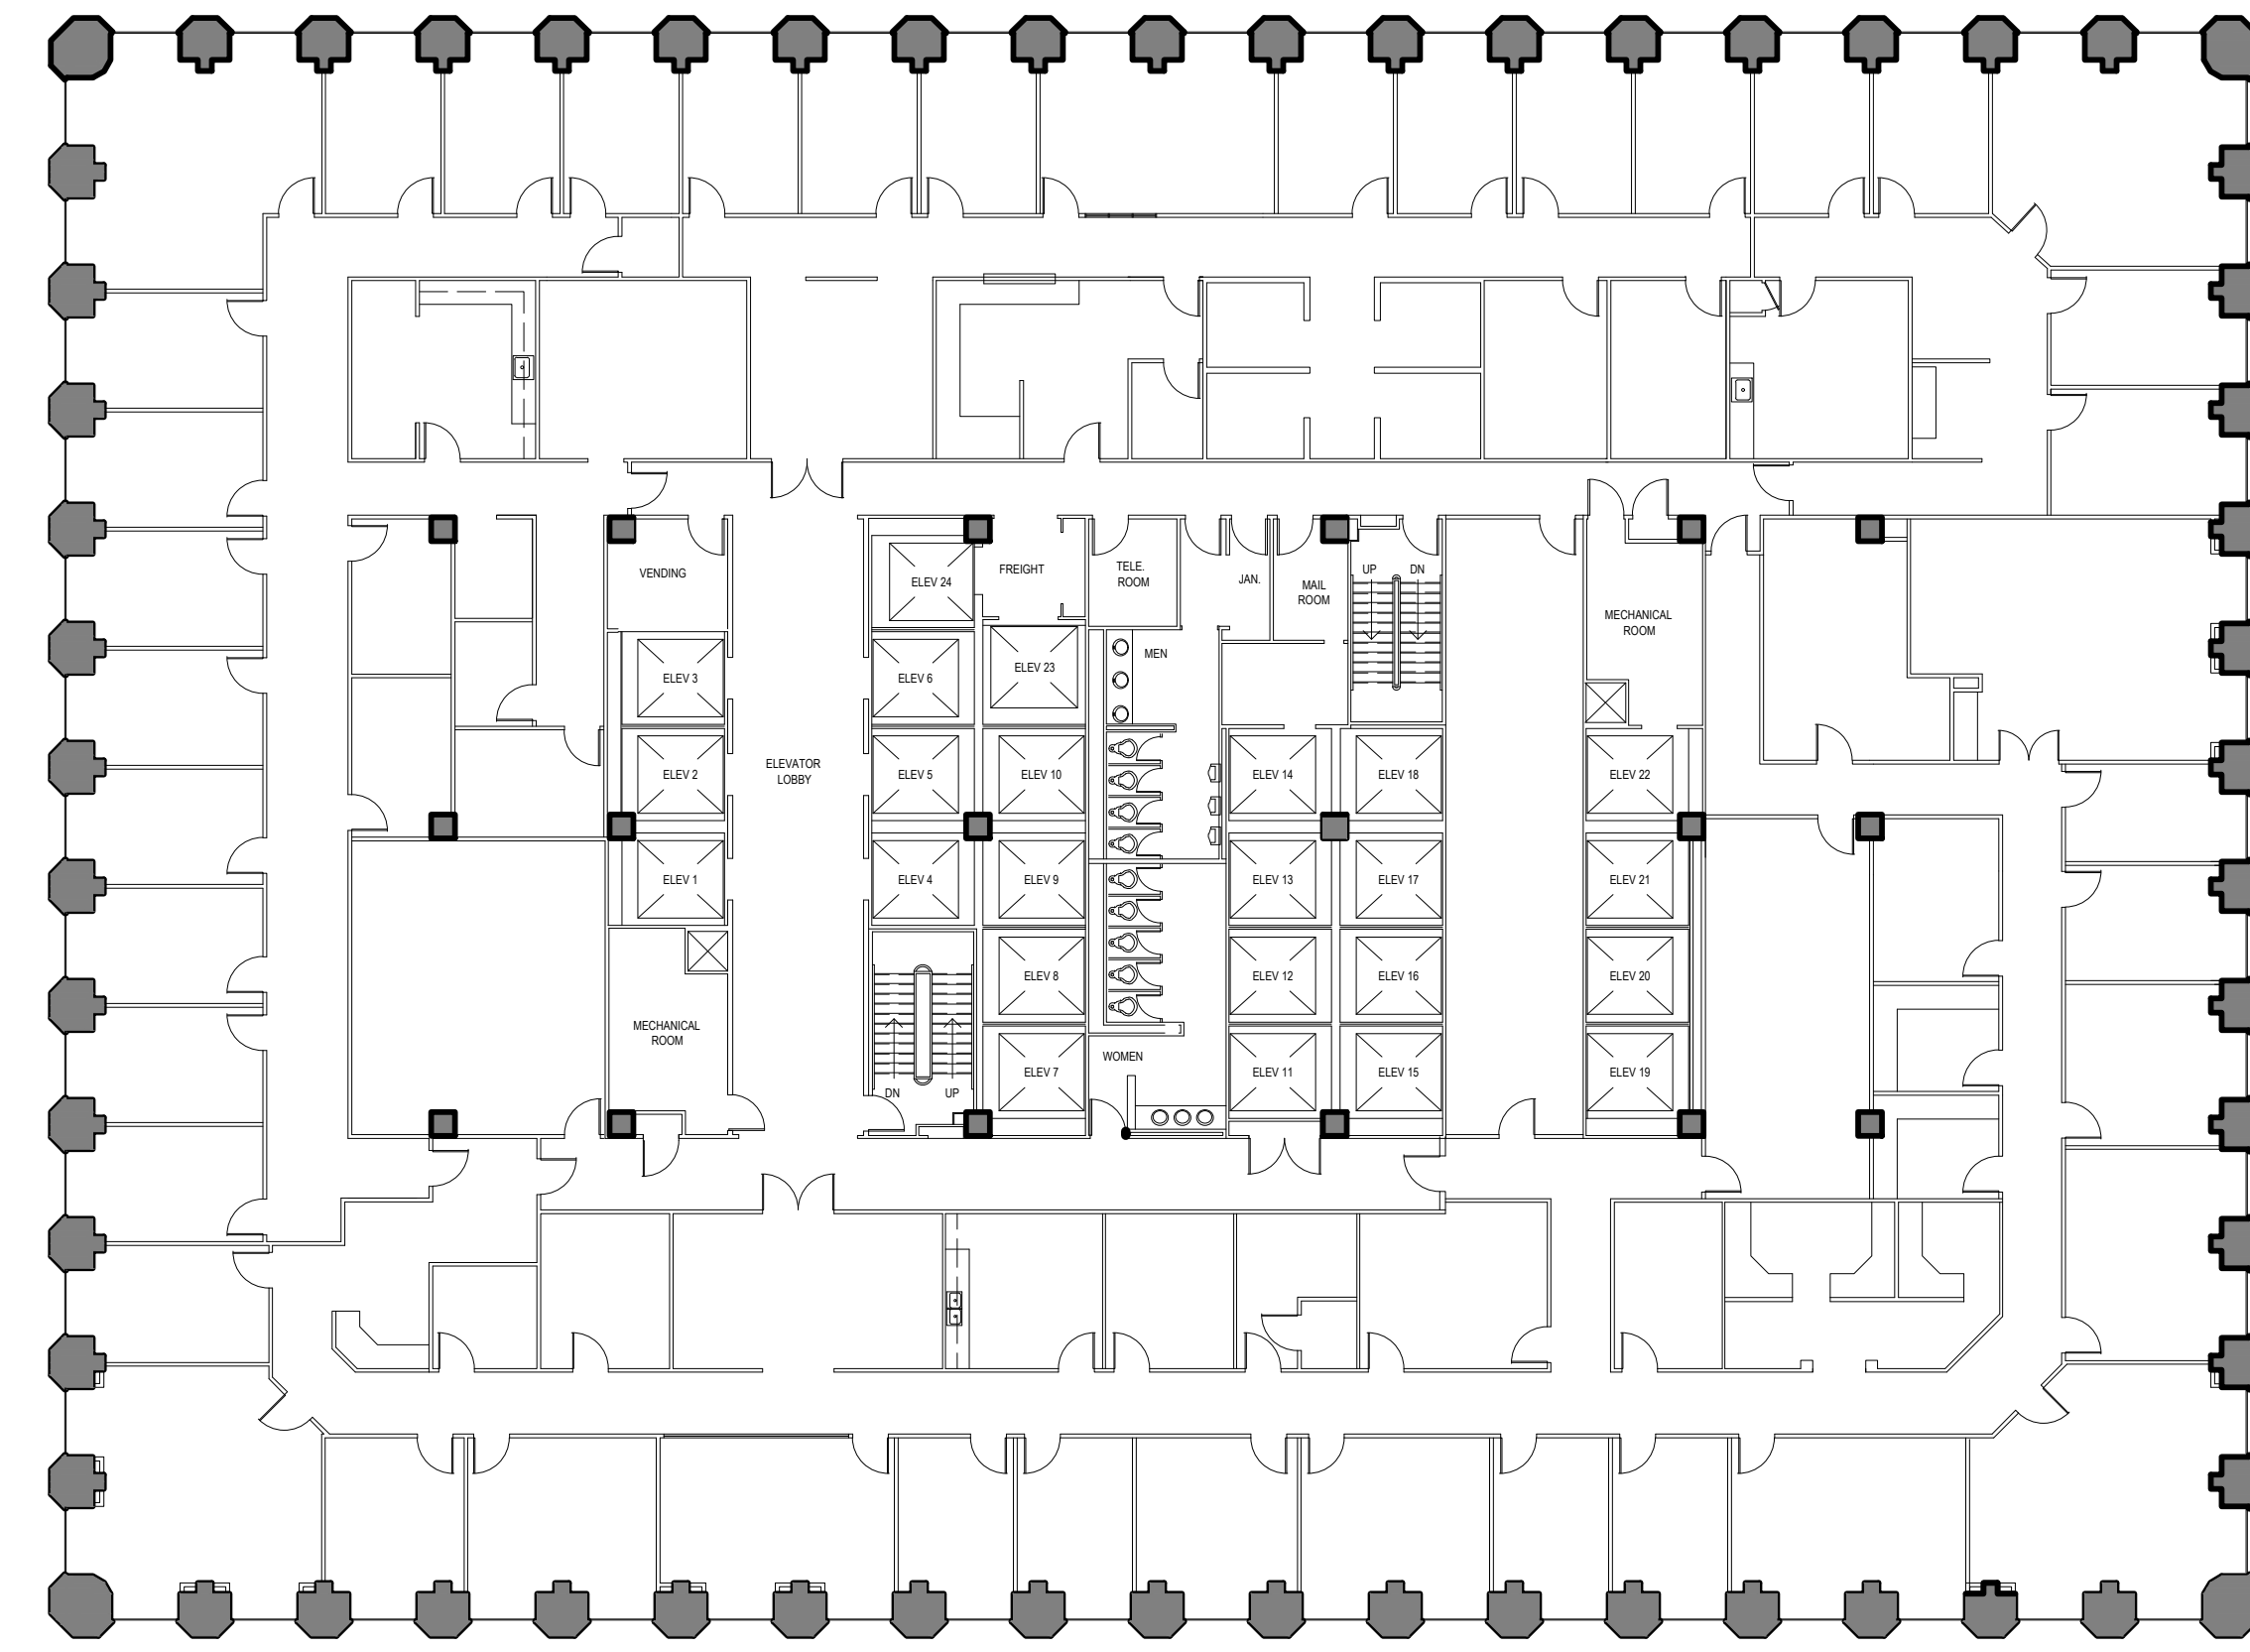 VENDING
ELEV 24
FREIGHT
TELE.
ROOM
JAN.
MAIL
ROOM
UP
DN
MECHANICAL
ROOM
MEN
ELEV 3
ELEV 6
ELEV 23
ELEVATOR
LOBBY
ELEV 2
ELEV 5
ELEV 10
ELEV 14
ELEV 18
ELEV 22
ELEV 1
ELEV 4
ELEV 9
ELEV 13
ELEV 17
ELEV 21
ELEV 8
ELEV 12
ELEV 16
ELEV 20
MECHANICAL
ROOM
WOMEN
ELEV 7
ELEV 11
ELEV 15
ELEV 19
DN
UP